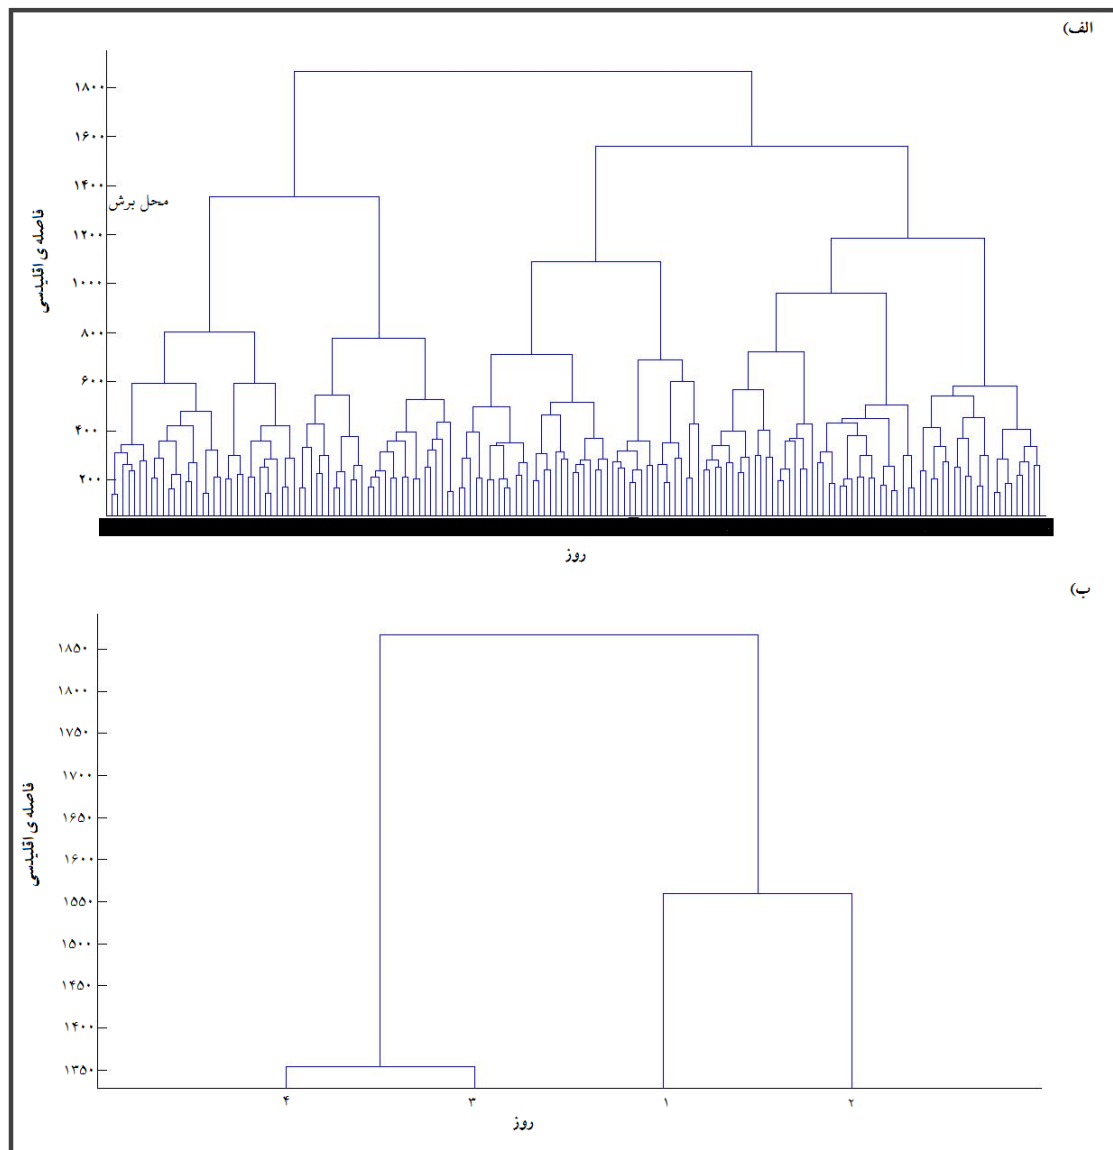 الف)
۱۸۰۰
۱۶۰۰
۱۴۰۰
محل برش
۱۲۰۰
۱۰۰۰
۸۰۰
۶۰۰
۴۰۰
۲۰۰
فاصله ی اقلیدسی
روز
ب)
۱۸۵۰
۱۸۰۰
۱۷۵۰
۱۷۰۰
۱۶۵۰
۱۶۰۰
۱۵۵۰
۱۵۰۰
۱۴۵۰
۱۴۰۰
۱۳۵۰
فاصله ی اقلیدسی
۴ ۳ ۱ ۲
روز